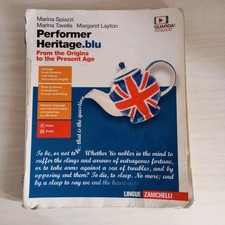 Marina Spiazzi
Marina Tavella Margaret Layton
Performer
Heritage.blu
From the Origins
to the Present Age
GUARDA!
that is the question
To be, or not to
Whether 'tis nobler in the mind to
suffer the slings and arrows of outrageous fortune,
or to take arms against a sea of troubles, and by
opposing end them? To die, to sleep. No more; and
by a sleep to say we end the heart-ache
LINGUE ZANICHELLI